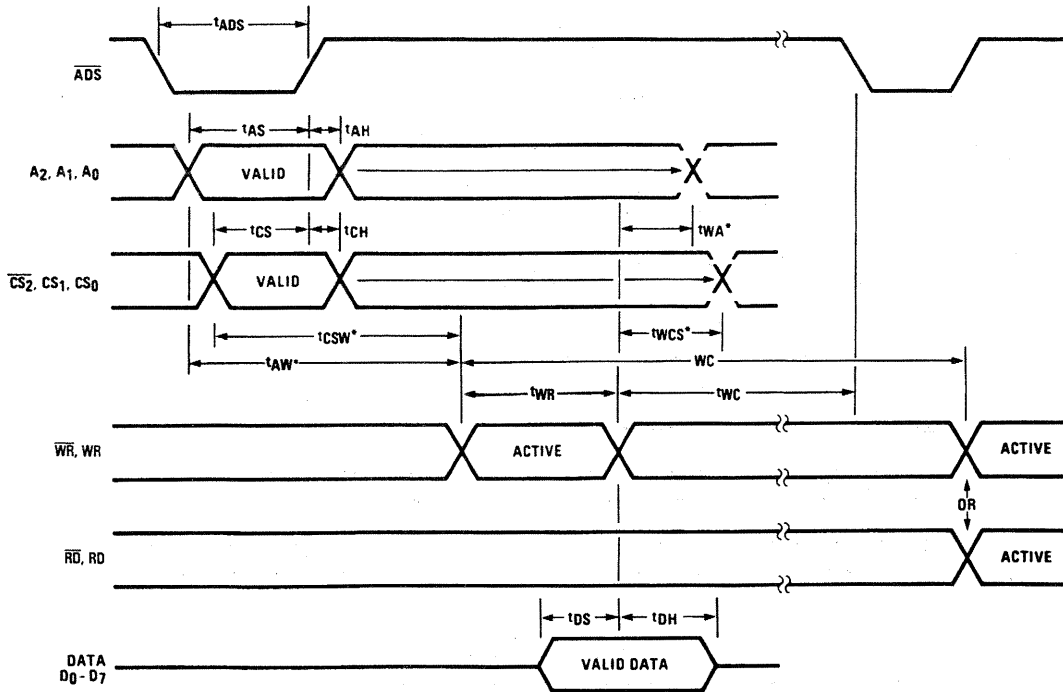 tADS
ADS
tAS tAH
A2, A1, A0 VALID
tWA*
tCS tCH
CS2, CS1, CS0 VALID
tCSW* tWCS*
tAW* WC
tWR tWC
WR, WR ACTIVE ACTIVE
OR
RD, RD ACTIVE
tDS tDH
DATA
D0 - D7 VALID DATA